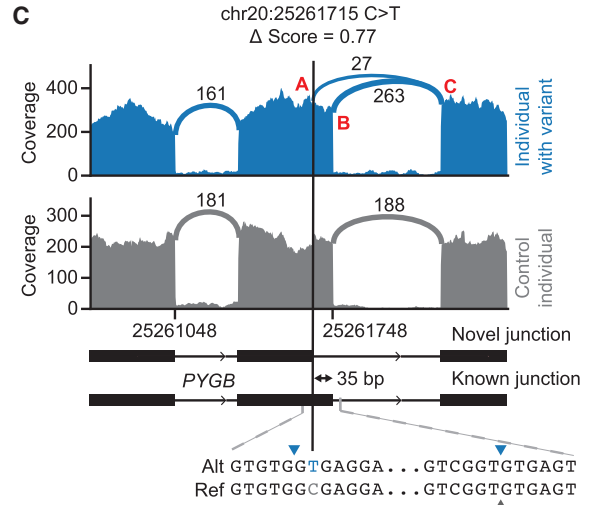 C
chr20:25261715 C>T
Δ Score = 0.77
27
A
C
161
263
B
400
200
0
Coverage
Individual
with variant
181
188
300
200
100
0
Coverage
Control
individual
25261048
25261748
Novel junction
PYGB
35 bp
Known junction
Alt GTGTGGTGAGGA...GTCGGTGTGAGT
Ref GTGTGGCGAGGA...GTCGGTGTGAGT